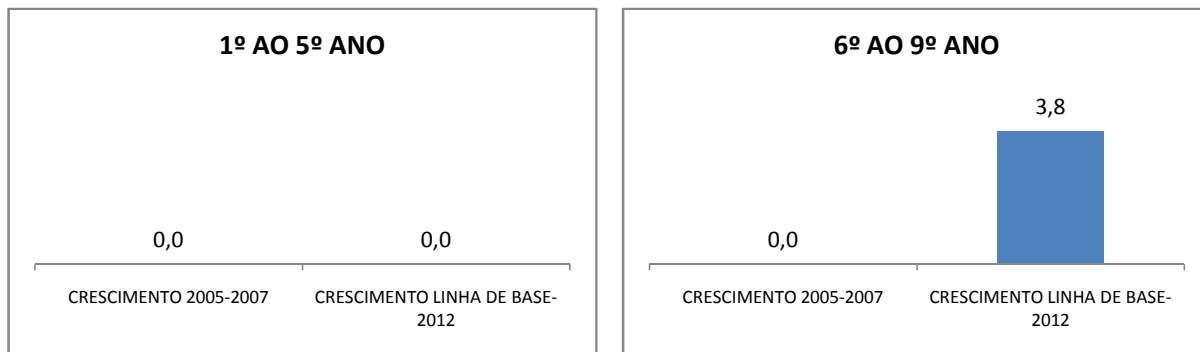 1º AO 5º ANO
0,0
0,0
CRESCIMENTO 2005-2007
CRESCIMENTO LINHA DE BASE-
2012
6º AO 9º ANO
3,8
0,0
CRESCIMENTO 2005-2007
CRESCIMENTO LINHA DE BASE-
2012